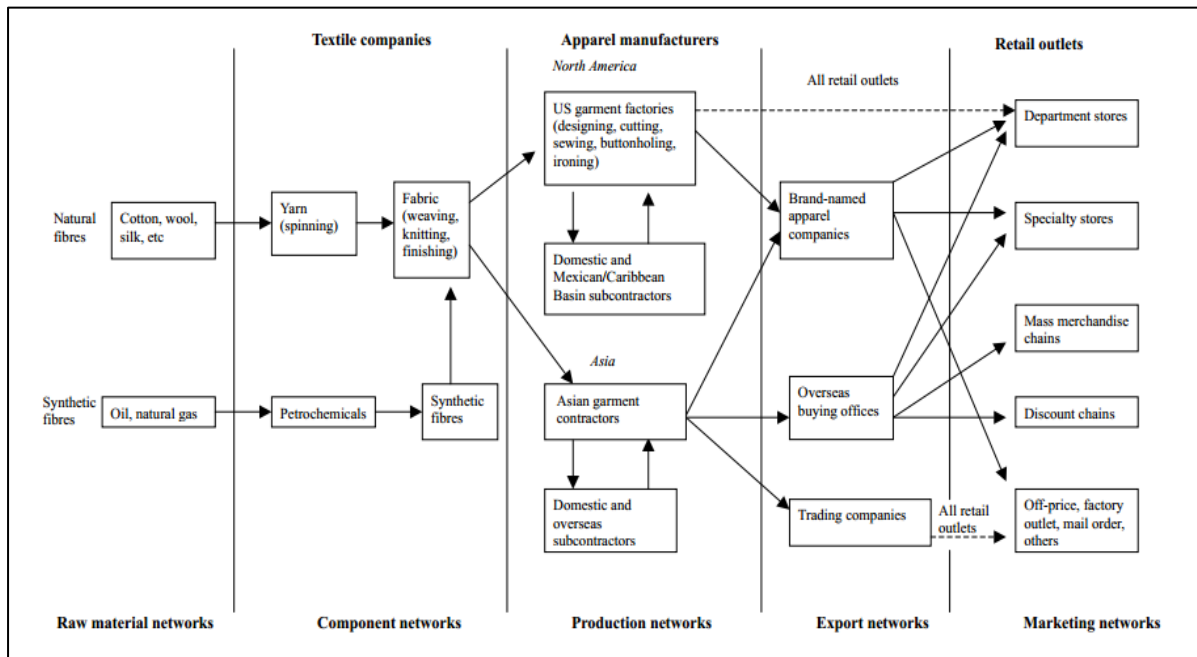 Textile companies
Apparel manufacturers
Retail outlets
North America
All retail outlets
US garment factories
(designing, cutting,
sewing, buttonholing,
ironing)
Department stores
Natural
fibres
Cotton, wool,
silk, etc
Yarn
(spinning)
Fabric
(weaving,
knitting,
finishing)
Brand-named
apparel
companies
Specialty stores
Domestic and
Mexican/Caribbean
Basin subcontractors
Mass merchandise
chains
Asia
Synthetic
fibres
Oil, natural gas
Petrochemicals
Synthetic
fibres
Asian garment
contractors
Overseas
buying offices
Discount chains
Domestic and
overseas
subcontractors
Trading companies
All retail
outlets
Off-price, factory
outlet, mail order,
others
Raw material networks
Component networks
Production networks
Export networks
Marketing networks